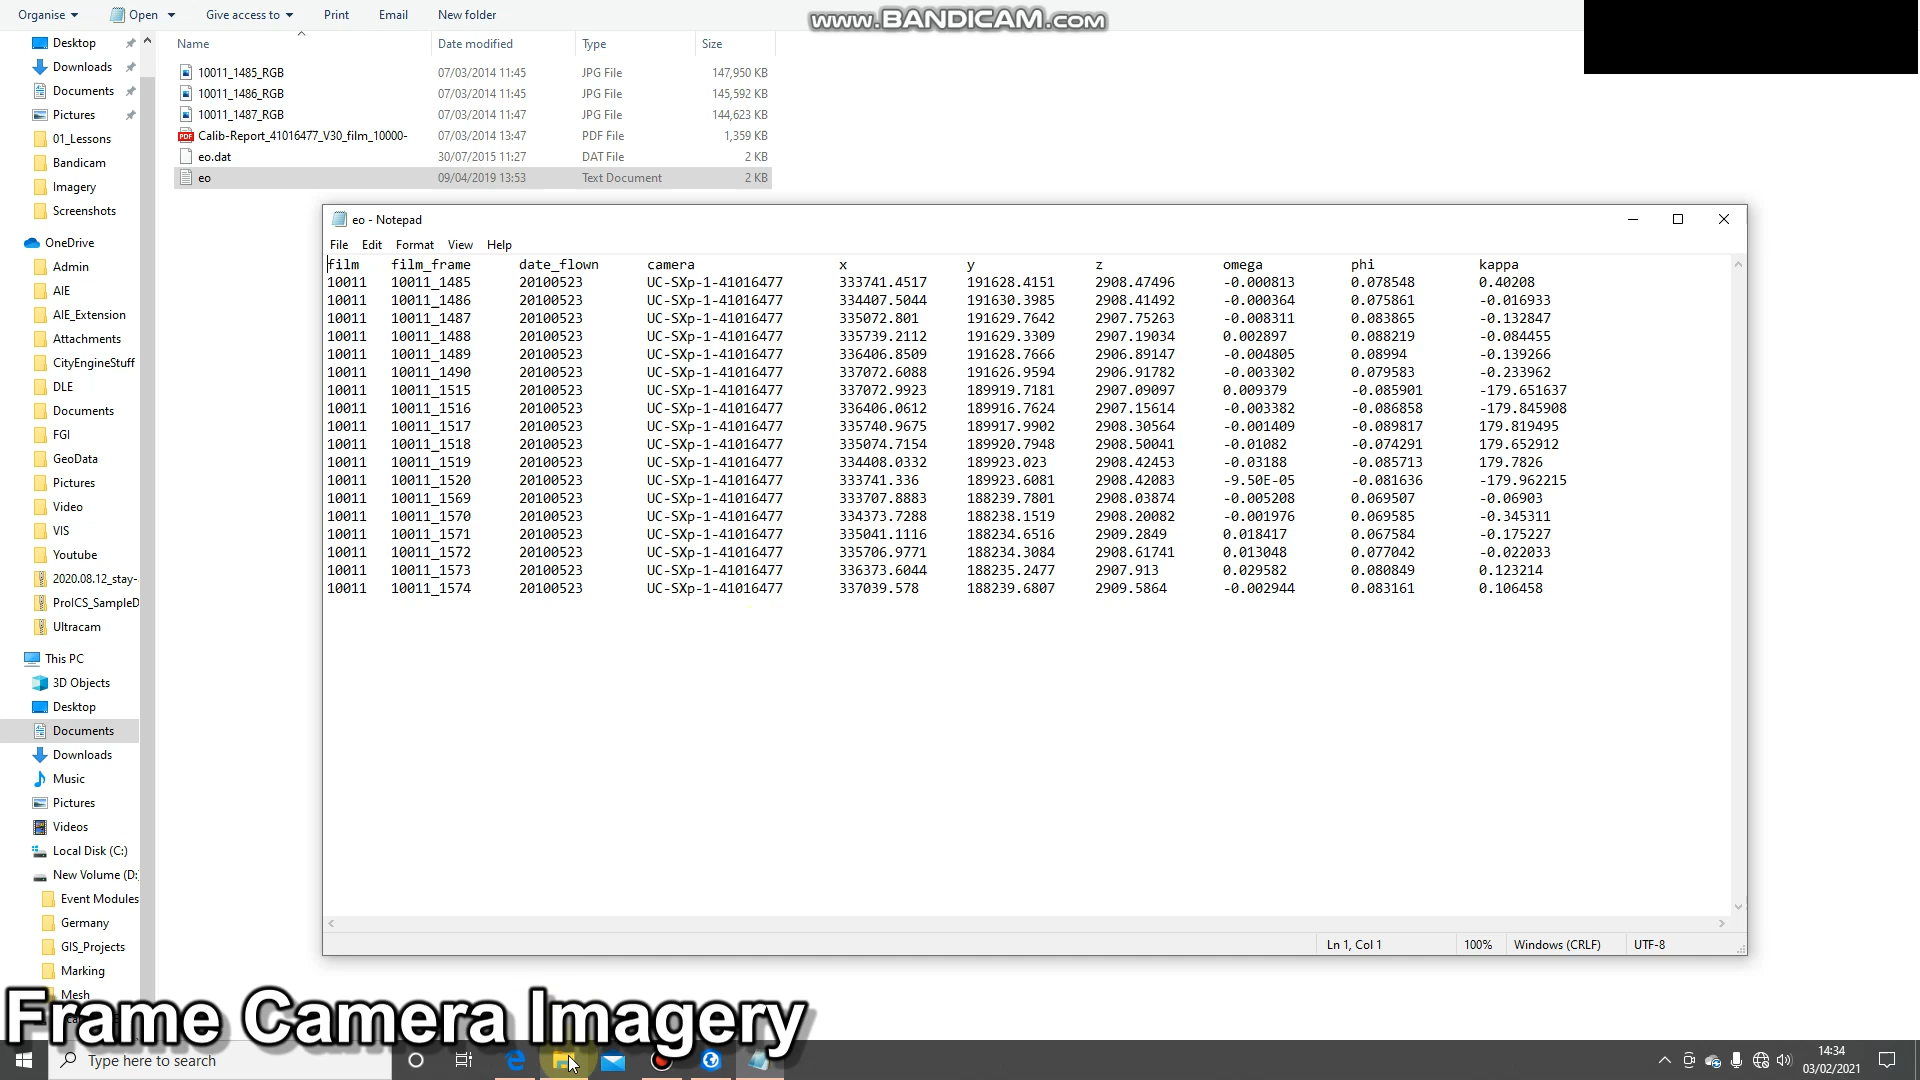 Organise Open Give access to Print Email New folder
www.BANDICAM.COM
Name Date modified Type Size
10011_1485_RGB 07/03/2014 11:45 JPG File 147,950 KB
10011_1486_RGB 07/03/2014 11:45 JPG File 145,592 KB
10011_1487_RGB 07/03/2014 11:47 JPG File 144,623 KB
Calib-Report_41016477_V30_film_10000- 07/03/2014 13:47 PDF File 1,359 KB
eo.dat 30/07/2015 11:27 DAT File 2 KB
eo 09/04/2019 13:53 Text Document 2 KB
Desktop
Downloads
Documents
Pictures
01_Lessons
Bandicam
Imagery
Screenshots
OneDrive
Admin
AIE
AIE_Extension
Attachments
CityEngineStuff
DLE
Documents
FGI
GeoData
Pictures
Video
VIS
Youtube
2020.08.12_stay-
ProICS_SampleD
Ultracam
This PC
3D Objects
Desktop
Documents
Downloads
Music
Pictures
Videos
Local Disk (C:)
New Volume (D:
Event Modules
Germany
GIS_Projects
Marking
Mesh
eo - Notepad
File Edit Format View Help
film film_frame date_flown camera x y z omega phi kappa
10011 10011_1485 20100523 UC-SXp-1-41016477 333741.4517 191628.4151 2908.47496 -0.000813 0.078548 0.40208
10011 10011_1486 20100523 UC-SXp-1-41016477 334407.5044 191630.3985 2908.41492 -0.000364 0.075861 -0.016933
10011 10011_1487 20100523 UC-SXp-1-41016477 335072.801 191629.7642 2907.75263 -0.008311 0.083865 -0.132847
10011 10011_1488 20100523 UC-SXp-1-41016477 335739.2112 191629.3309 2907.19034 0.002897 0.088219 -0.084455
10011 10011_1489 20100523 UC-SXp-1-41016477 336406.8509 191628.7666 2906.89147 -0.004805 0.08994 -0.139266
10011 10011_1490 20100523 UC-SXp-1-41016477 337072.6088 191626.9594 2906.91782 -0.003302 0.079583 -0.233962
10011 10011_1515 20100523 UC-SXp-1-41016477 337072.9923 189919.7181 2907.09097 0.009379 -0.085901 -179.651637
10011 10011_1516 20100523 UC-SXp-1-41016477 336406.0612 189916.7624 2907.15614 -0.003382 -0.086858 -179.845908
10011 10011_1517 20100523 UC-SXp-1-41016477 335740.9675 189917.9902 2908.30564 -0.001409 -0.089817 179.819495
10011 10011_1518 20100523 UC-SXp-1-41016477 335074.7154 189920.7948 2908.50041 -0.01082 -0.074291 179.652912
10011 10011_1519 20100523 UC-SXp-1-41016477 334408.0332 189923.023 2908.42453 -0.03188 -0.085713 179.7826
10011 10011_1520 20100523 UC-SXp-1-41016477 333741.336 189923.6081 2908.42083 -9.50E-05 -0.081636 -179.962215
10011 10011_1569 20100523 UC-SXp-1-41016477 333707.8883 188239.7801 2908.03874 -0.005208 0.069507 -0.06903
10011 10011_1570 20100523 UC-SXp-1-41016477 334373.7288 188238.1519 2908.20082 -0.001976 0.069585 -0.345311
10011 10011_1571 20100523 UC-SXp-1-41016477 335041.1116 188234.6516 2909.2849 0.018417 0.067584 -0.175227
10011 10011_1572 20100523 UC-SXp-1-41016477 335706.9771 188234.3084 2908.61741 0.013048 0.077042 -0.022033
10011 10011_1573 20100523 UC-SXp-1-41016477 336373.6044 188235.2477 2907.913 0.029582 0.080849 0.123214
10011 10011_1574 20100523 UC-SXp-1-41016477 337039.578 188239.6807 2909.5864 -0.002944 0.083161 0.106458
Ln 1, Col 1 100% Windows (CRLF) UTF-8
Frame Camera Imagery
Type here to search
14:34
03/02/2021